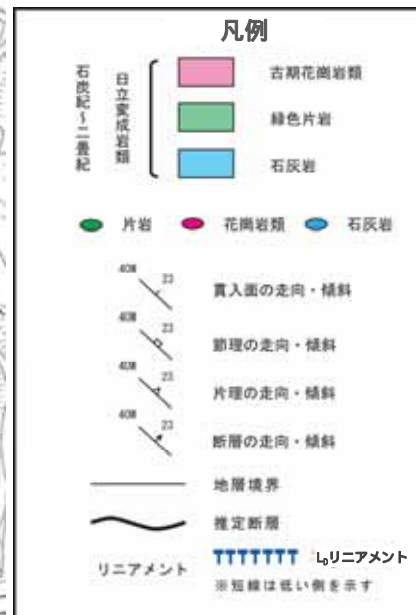 凡例
石炭紀～二畳紀
日立変成岩類
古期花崗岩類
緑色片岩
石灰岩
片岩 花崗岩類 石灰岩
40W 23 貫入面の走向・傾斜
40W 23 節理の走向・傾斜
40W 23 片理の走向・傾斜
40W 23 断層の走向・傾斜
地層境界
推定断層
リニアメント L₀リニアメント
※短線は低い側を示す